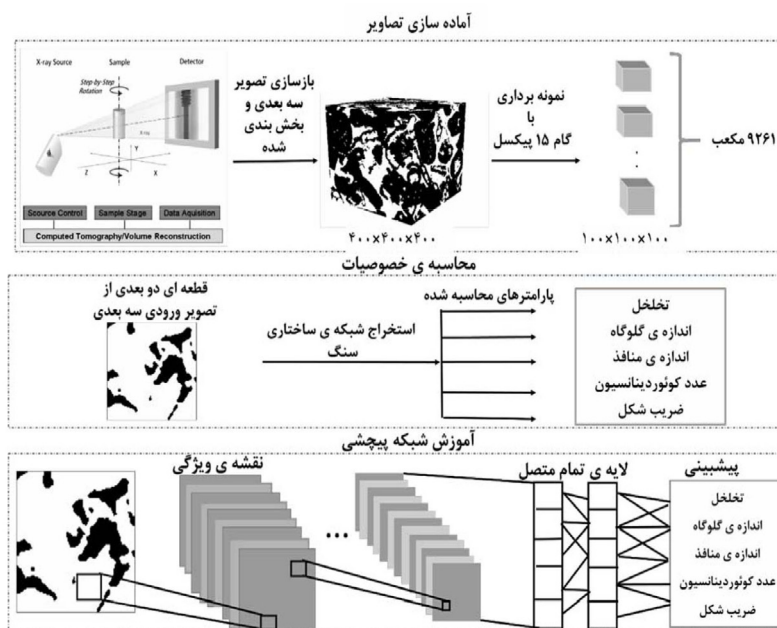 آماده سازی تصاویر
X-ray Source
Sample
Detector
Step-by-Step
Rotation
X-ray
Y
Z
X
Scource Control
Sample Stage
Data Aquisition
Computed Tomography/Volume Reconstruction
بازسازی تصویر
سه بعدی و
بخش بندی
شده
۴۰۰×۴۰۰×۴۰۰
نمونه برداری
با
گام ۱۵ پیکسل
۱۰۰×۱۰۰×۱۰۰
۹۲۶۱ مکعب
محاسبه ی خصوصیات
قطعه ای دو بعدی از
تصویر ورودی سه بعدی
استخراج شبکه ی ساختاری
سنگ
پارامترهای محاسبه شده
تخلخل
اندازه ی گلوگاه
اندازه ی منافذ
عدد کوئوردینانسیون
ضریب شکل
آموزش شبکه پیچشی
نقشه ی ویژگی
...
لایه ی تمام متصل
پیشبینی
تخلخل
اندازه ی گلوگاه
اندازه ی منافذ
عدد کوئوردینانسیون
ضریب شکل